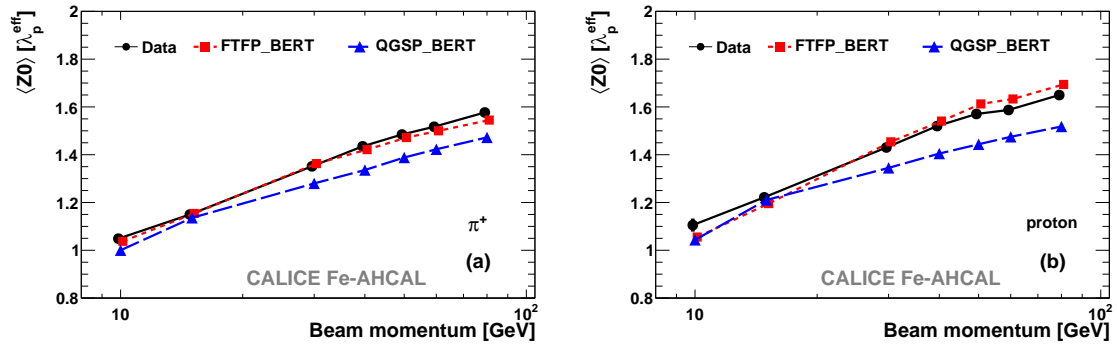 ⟨Z0⟩ [λ_p^eff]
2
1.8
1.6
1.4
1.2
1
0.8
Data FTFP_BERT QGSP_BERT
π+
(a)
CALICE Fe-AHCAL
10 10²
Beam momentum [GeV]
⟨Z0⟩ [λ_p^eff]
2
1.8
1.6
1.4
1.2
1
0.8
Data FTFP_BERT QGSP_BERT
proton
(b)
CALICE Fe-AHCAL
10 10²
Beam momentum [GeV]